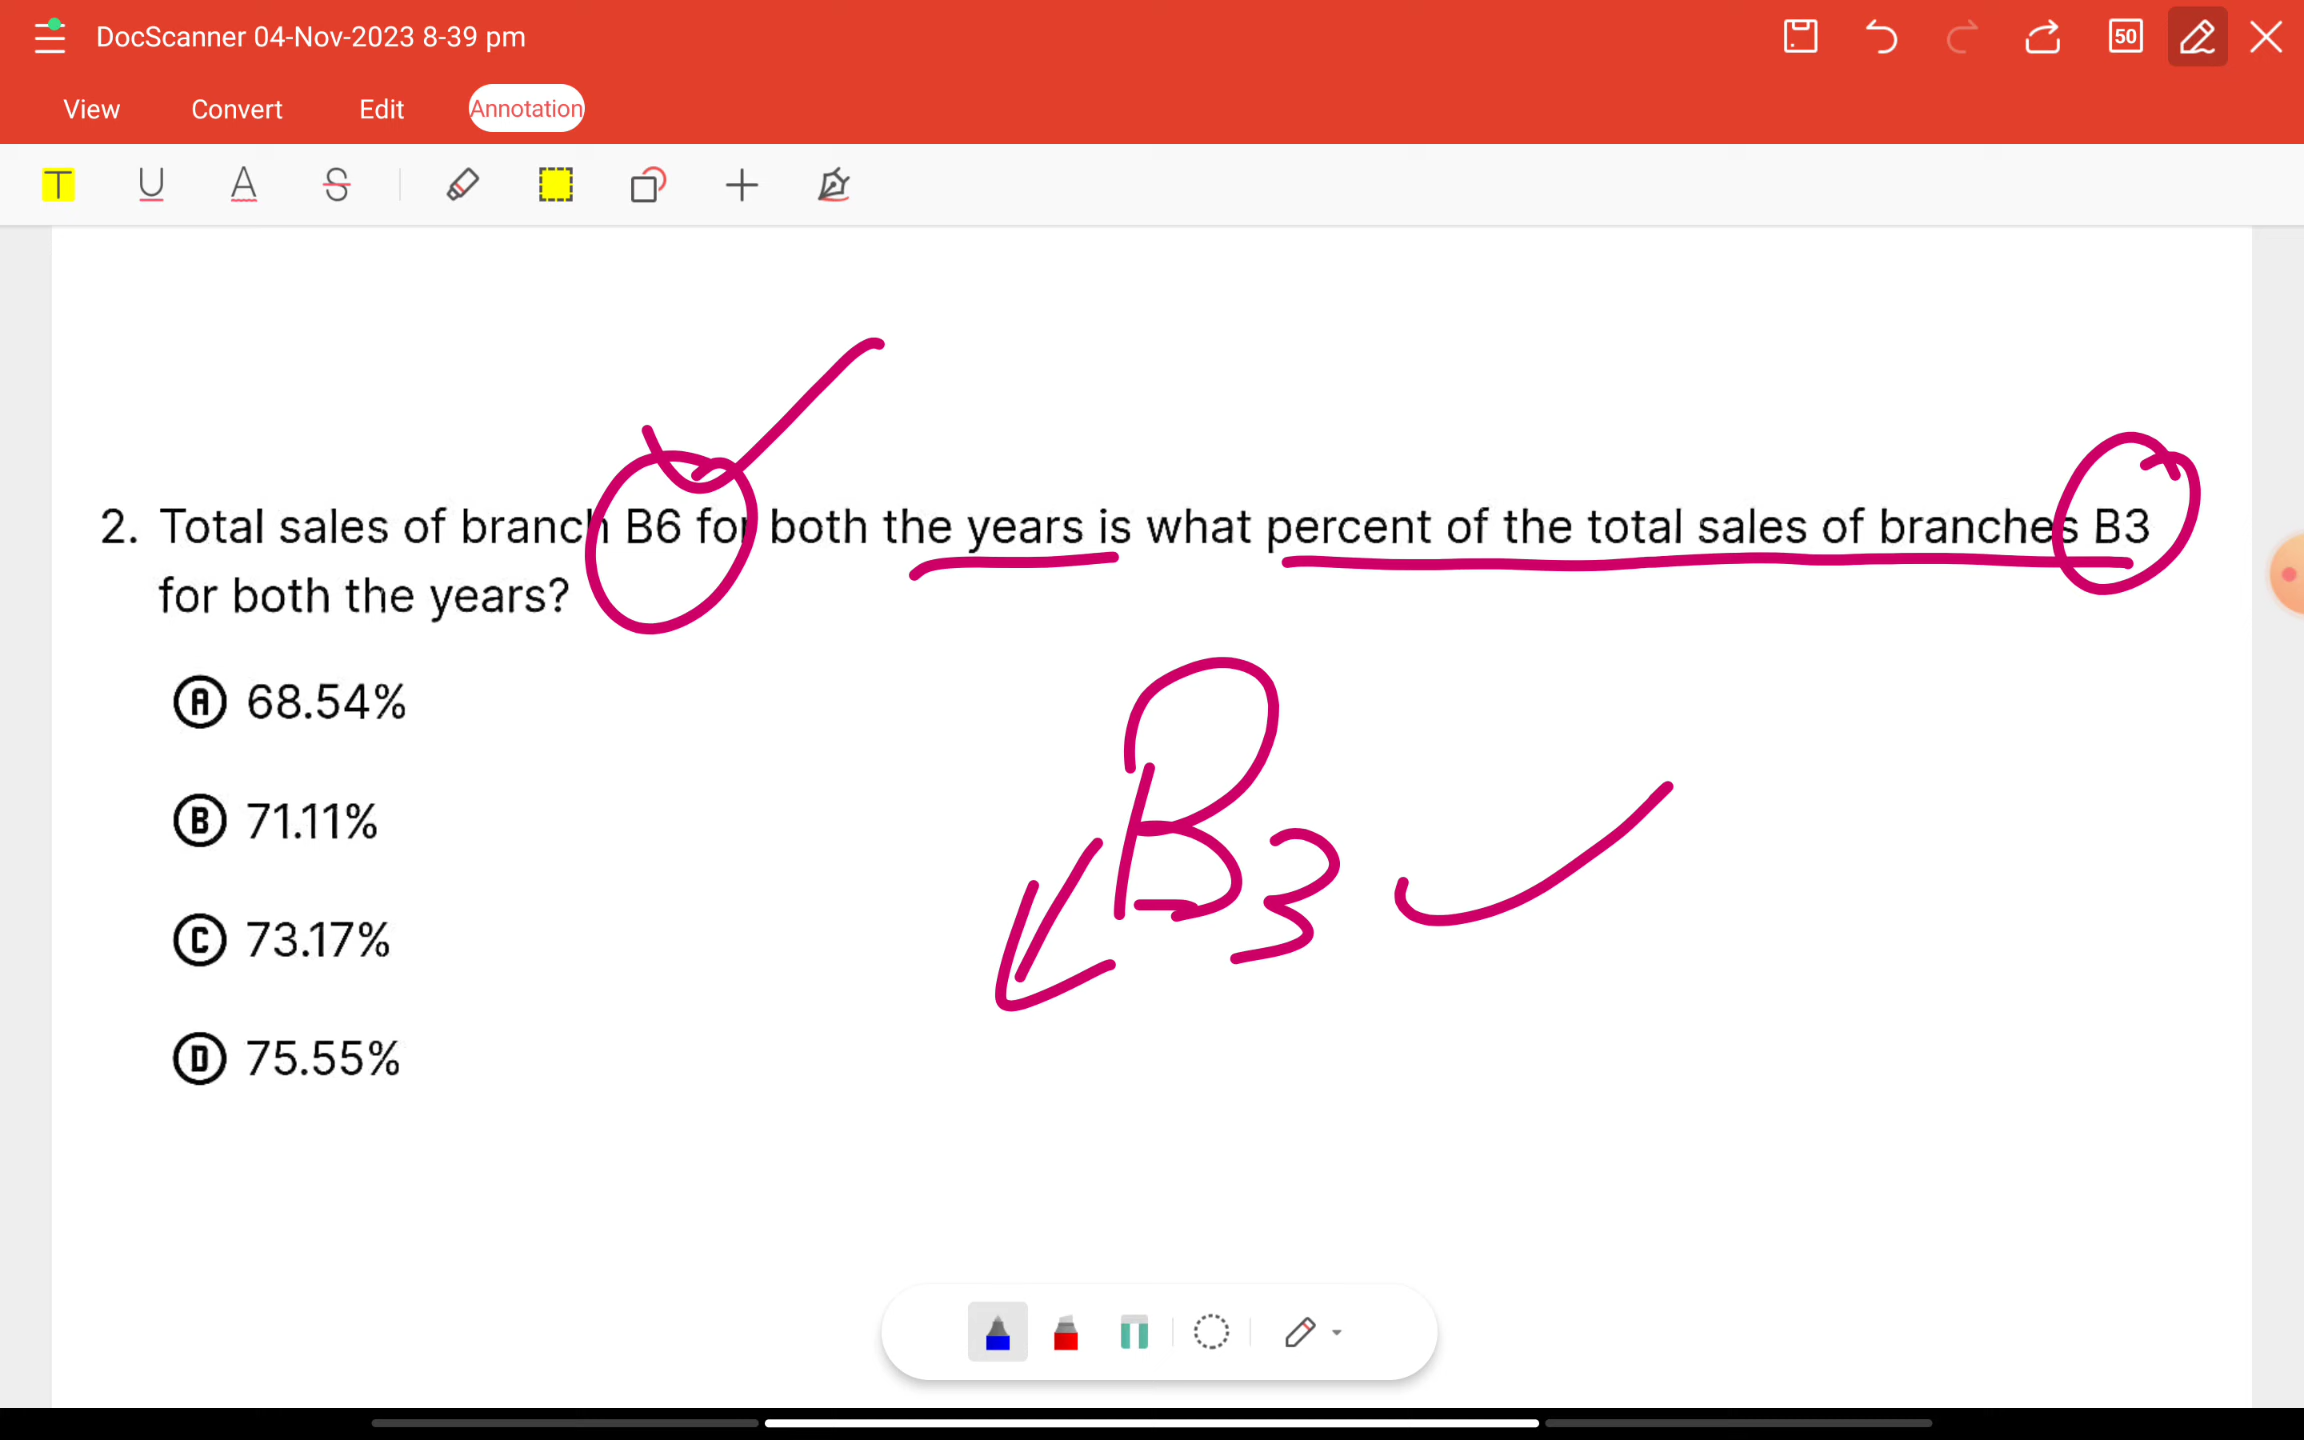 DocScanner 04-Nov-2023 8-39 pm
50
View Convert Edit Annotation
T U A S
2. Total sales of branch B6 for both the years is what percent of the total sales of branches B3
for both the years?
A 68.54%
B 71.11%
C 73.17%
D 75.55%
B3